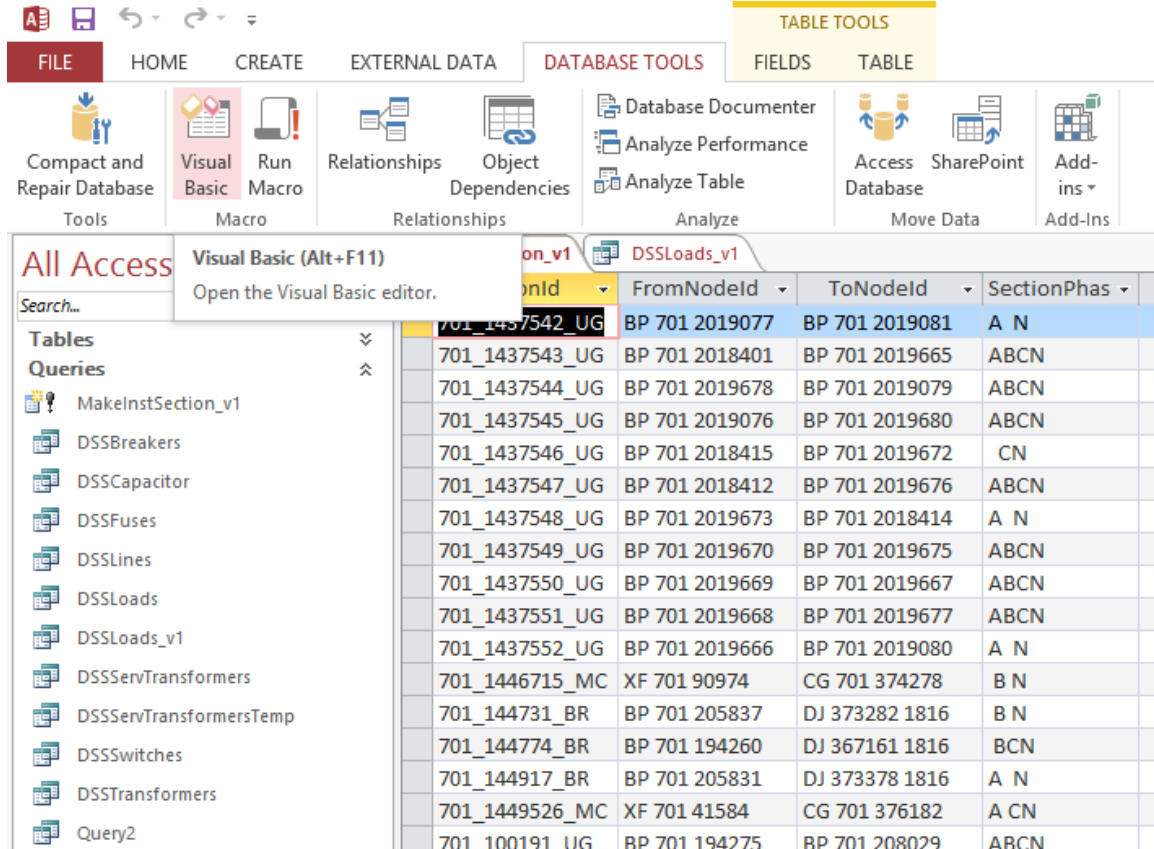 TABLE TOOLS
FILE HOME CREATE EXTERNAL DATA DATABASE TOOLS FIELDS TABLE
Compact and Repair Database
Visual Basic
Run Macro
Relationships
Object Dependencies
Database Documenter
Analyze Performance
Analyze Table
Access Database
SharePoint
Add-ins
Tools Macro Relationships Analyze Move Data Add-Ins
All Access
Search...
Visual Basic (Alt+F11)
Open the Visual Basic editor.
Tables
Queries
MakeInstSection_v1
DSSBreakers
DSSCapacitor
DSSFuses
DSSLines
DSSLoads
DSSLoads_v1
DSSServTransformers
DSSServTransformersTemp
DSSSwitches
DSSTransformers
Query2
on_v1 DSSLoads_v1
onId FromNodeId ToNodeId SectionPhas
701_1437542_UG BP 701 2019077 BP 701 2019081 A N
701_1437543_UG BP 701 2018401 BP 701 2019665 ABCN
701_1437544_UG BP 701 2019678 BP 701 2019079 ABCN
701_1437545_UG BP 701 2019076 BP 701 2019680 ABCN
701_1437546_UG BP 701 2018415 BP 701 2019672 CN
701_1437547_UG BP 701 2018412 BP 701 2019676 ABCN
701_1437548_UG BP 701 2019673 BP 701 2018414 A N
701_1437549_UG BP 701 2019670 BP 701 2019675 ABCN
701_1437550_UG BP 701 2019669 BP 701 2019667 ABCN
701_1437551_UG BP 701 2019668 BP 701 2019677 ABCN
701_1437552_UG BP 701 2019666 BP 701 2019080 A N
701_1446715_MC XF 701 90974 CG 701 374278 B N
701_144731_BR BP 701 205837 DJ 373282 1816 B N
701_144774_BR BP 701 194260 DJ 367161 1816 BCN
701_144917_BR BP 701 205831 DJ 373378 1816 A N
701_1449526_MC XF 701 41584 CG 701 376182 A CN
701_100191_UG BP 701 194275 BP 701 208029 ABCN